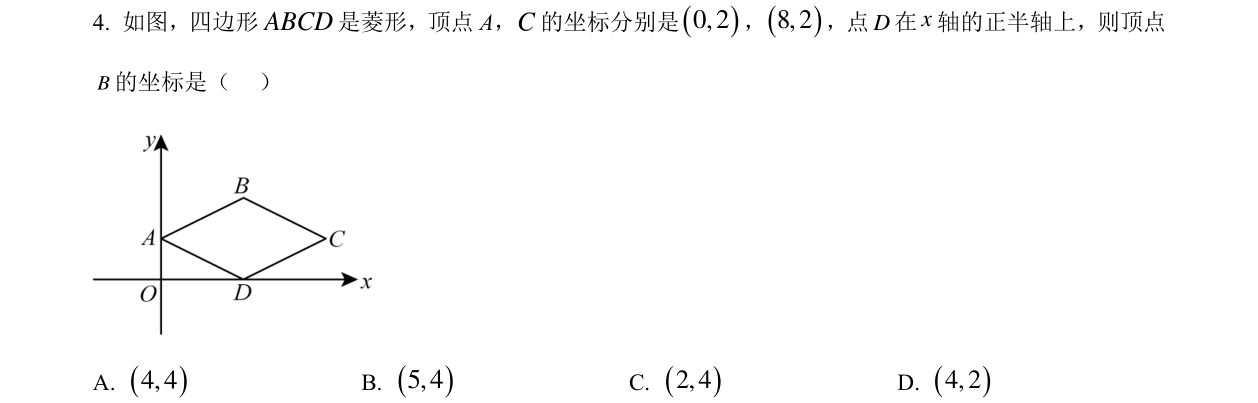 4. 如图，四边形 ABCD 是菱形，顶点 A，C 的坐标分别是(0,2)，(8,2)，点 D 在 x 轴的正半轴上，则顶点
B 的坐标是（  ）
y
B
A
C
O
D
x
A. (4,4) B. (5,4) C. (2,4) D. (4,2)